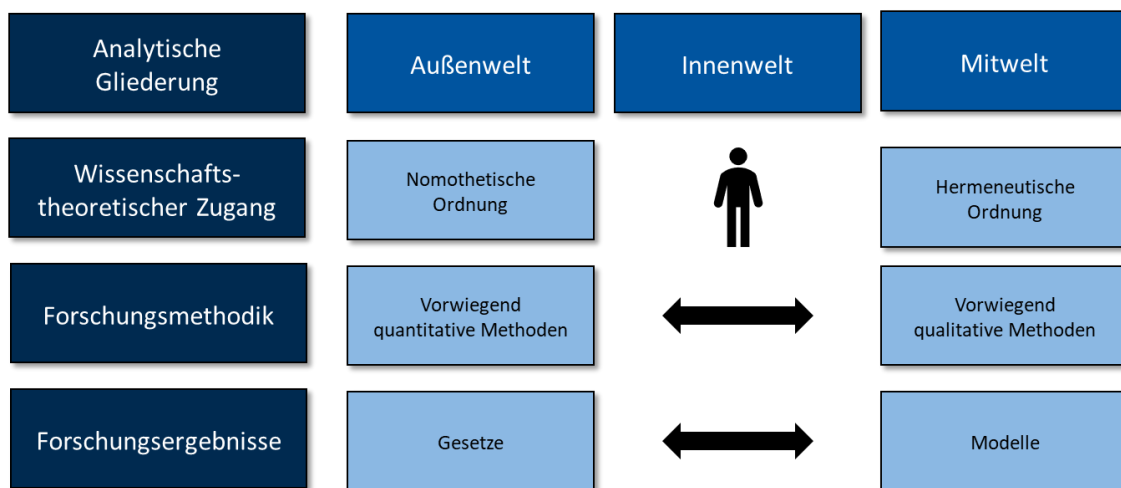 Analytische
Gliederung
Außenwelt
Innenwelt
Mitwelt
Wissenschafts-
theoretischer Zugang
Nomothetische
Ordnung
Hermeneutische
Ordnung
Forschungsmethodik
Vorwiegend
quantitative Methoden
Vorwiegend
qualitative Methoden
Forschungsergebnisse
Gesetze
Modelle